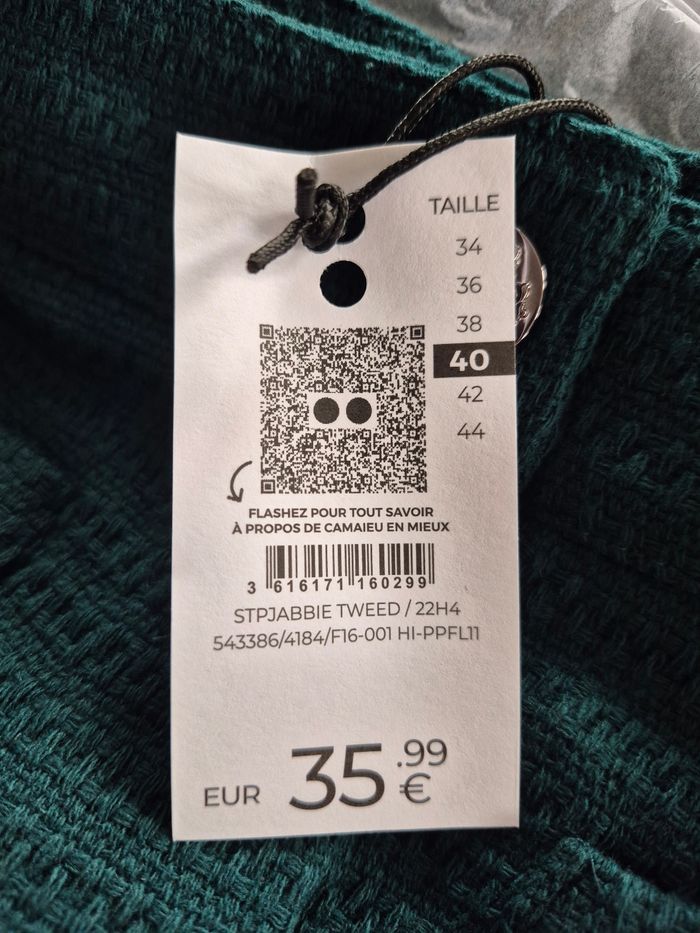 TAILLE
34
36
38
40
42
44
FLASHEZ POUR TOUT SAVOIR
À PROPOS DE CAMAIEU EN MIEUX
3 616171 160299
STPJABBIE TWEED / 22H4
543386/4184/F16-001 HI-PPFL11
EUR 35.99 €